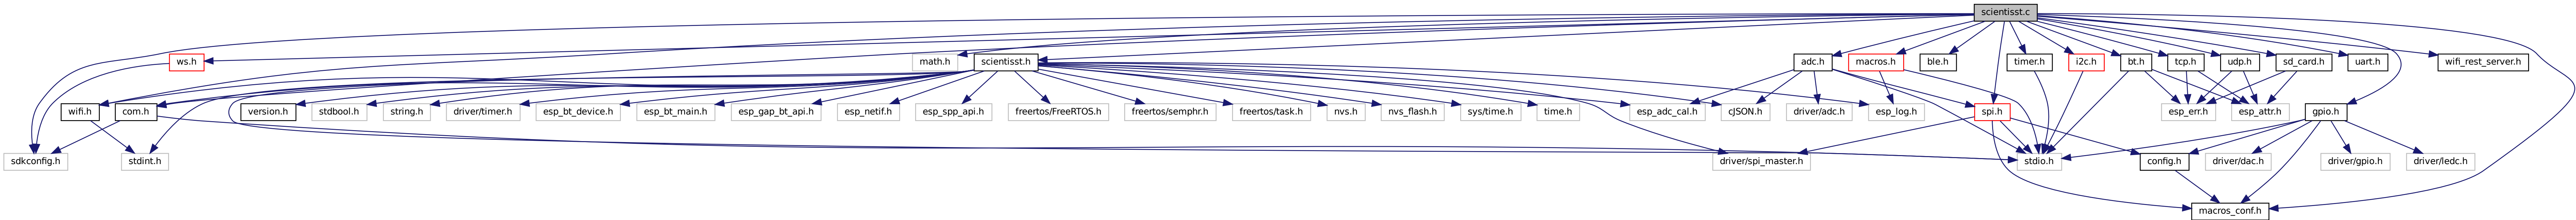 scientisst.c
ws.h
math.h
scientisst.h
adc.h
macros.h
ble.h
timer.h
i2c.h
bt.h
tcp.h
udp.h
sd_card.h
uart.h
wifi_rest_server.h
wifi.h
com.h
version.h
stdbool.h
string.h
driver/timer.h
esp_bt_device.h
esp_bt_main.h
esp_gap_bt_api.h
esp_netif.h
esp_spp_api.h
freertos/FreeRTOS.h
freertos/semphr.h
freertos/task.h
nvs.h
nvs_flash.h
sys/time.h
time.h
esp_adc_cal.h
cJSON.h
driver/adc.h
esp_log.h
spi.h
esp_err.h
esp_attr.h
gpio.h
sdkconfig.h
stdint.h
driver/spi_master.h
stdio.h
config.h
driver/dac.h
driver/gpio.h
driver/ledc.h
macros_conf.h